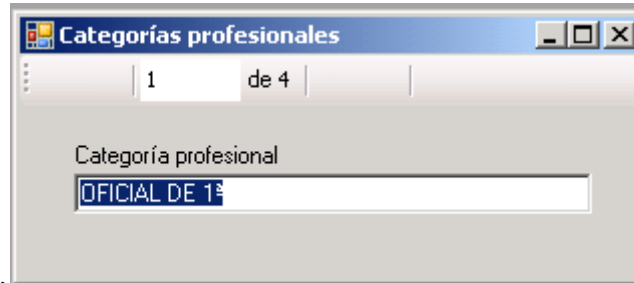 Categorías profesionales
1 de 4
Categoría profesional
OFICIAL DE 1ª